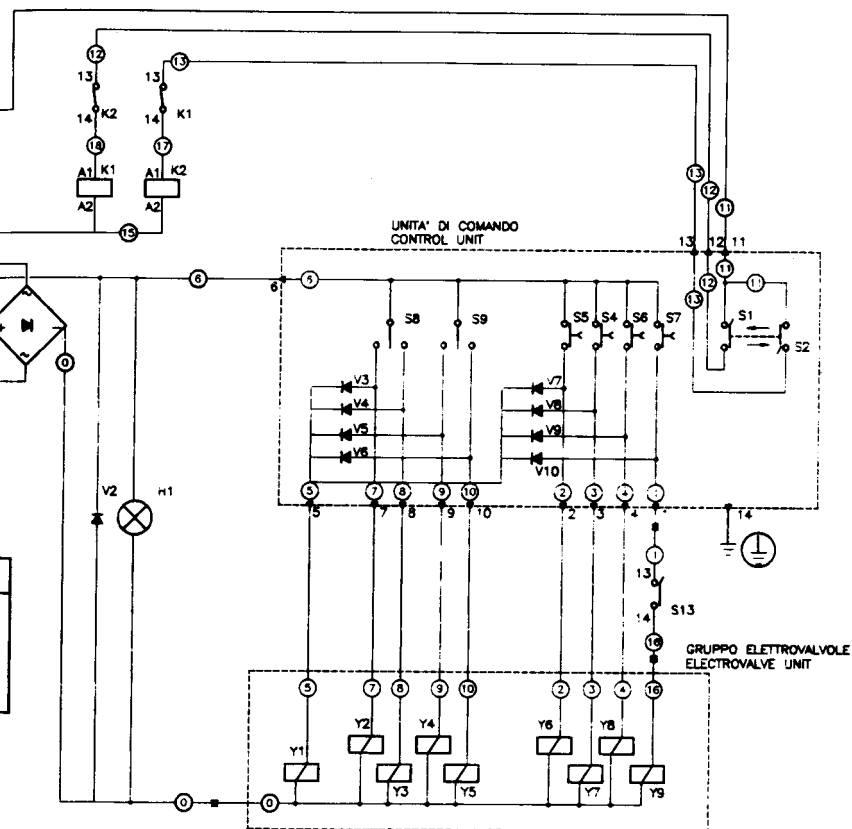 12
13
13
13
14
K2
14
K1
18
17
A1
K1
A1
K2
A2
A2
15
13
12
11
UNITA' DI COMANDO
CONTROL UNIT
13
12
11
6
6
6
11
11
12
13
S8
S9
S5
S4
S6
S7
S1
S2
0
V3
V4
V5
V6
V7
V8
V9
V10
V2
H1
5
7
8
9
10
2
3
4
5
7
8
9
10
2
3
4
14
1
13
14
S13
16
GRUPPO ELETTROVALVOLE
ELECTROVALVE UNIT
5
7
8
9
10
2
3
4
16
Y2
Y4
Y6
Y8
Y1
Y3
Y5
Y7
Y9
0
0